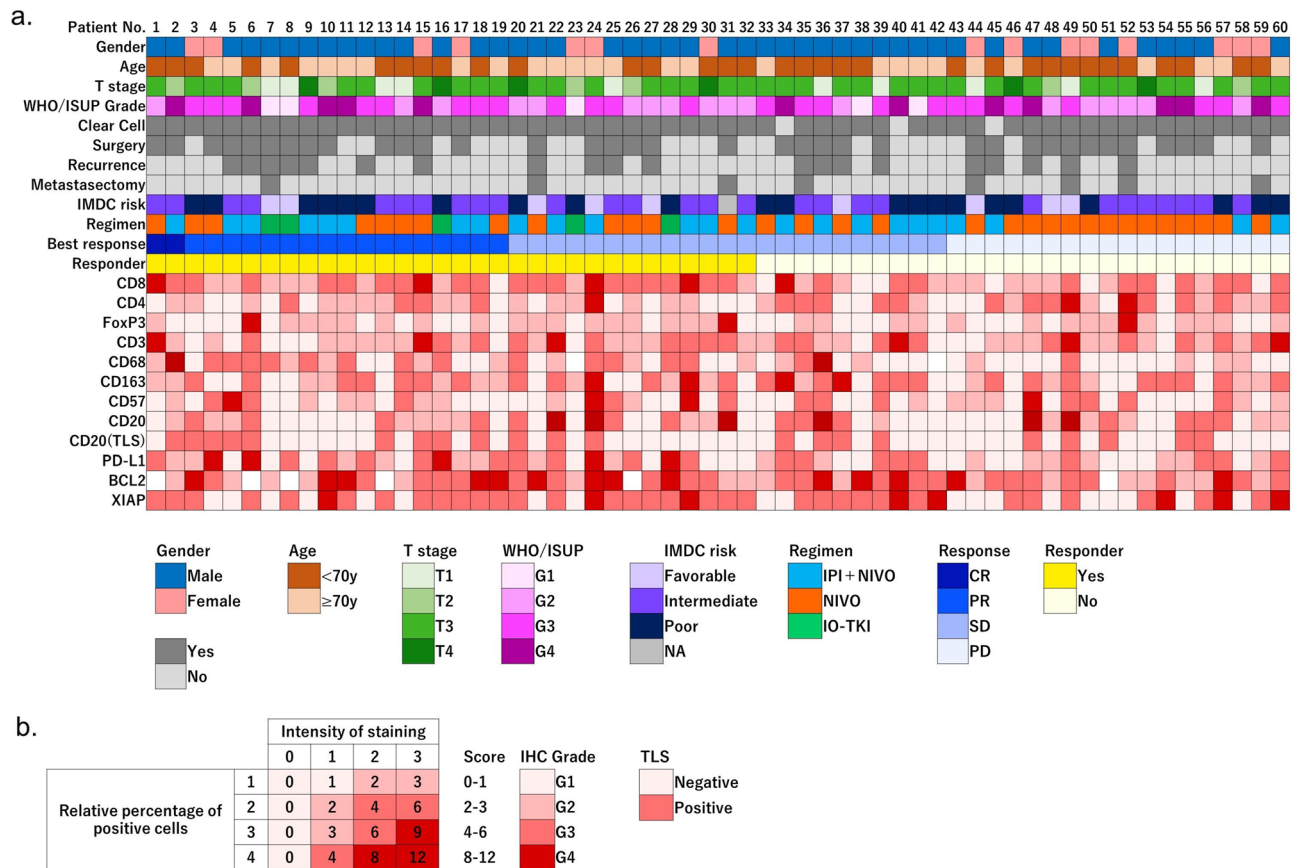 a.
Patient No. 1 2 3 4 5 6 7 8 9 10 11 12 13 14 15 16 17 18 19 20 21 22 23 24 25 26 27 28 29 30 31 32 33 34 35 36 37 38 39 40 41 42 43 44 45 46 47 48 49 50 51 52 53 54 55 56 57 58 59 60
Gender
Age
T stage
WHO/ISUP Grade
Clear Cell
Surgery
Recurrence
Metastasectomy
IMDC risk
Regimen
Best response
Responder
CD8
CD4
FoxP3
CD3
CD68
CD163
CD57
CD20
CD20(TLS)
PD-L1
BCL2
XIAP
Gender Age T stage WHO/ISUP IMDC risk Regimen Response Responder
Male <70y T1 G1 Favorable IPI+NIVO CR Yes
Female ≥70y T2 G2 Intermediate NIVO PR No
T3 G3 Poor IO-TKI SD
Yes T4 G4 NA PD
No
b.
Intensity of staining
0 1 2 3 Score IHC Grade TLS
Relative percentage of positive cells
1 0 1 2 3 0-1 G1 Negative
2 0 2 4 6 2-3 G2 Positive
3 0 3 6 9 4-6 G3
4 0 4 8 12 8-12 G4